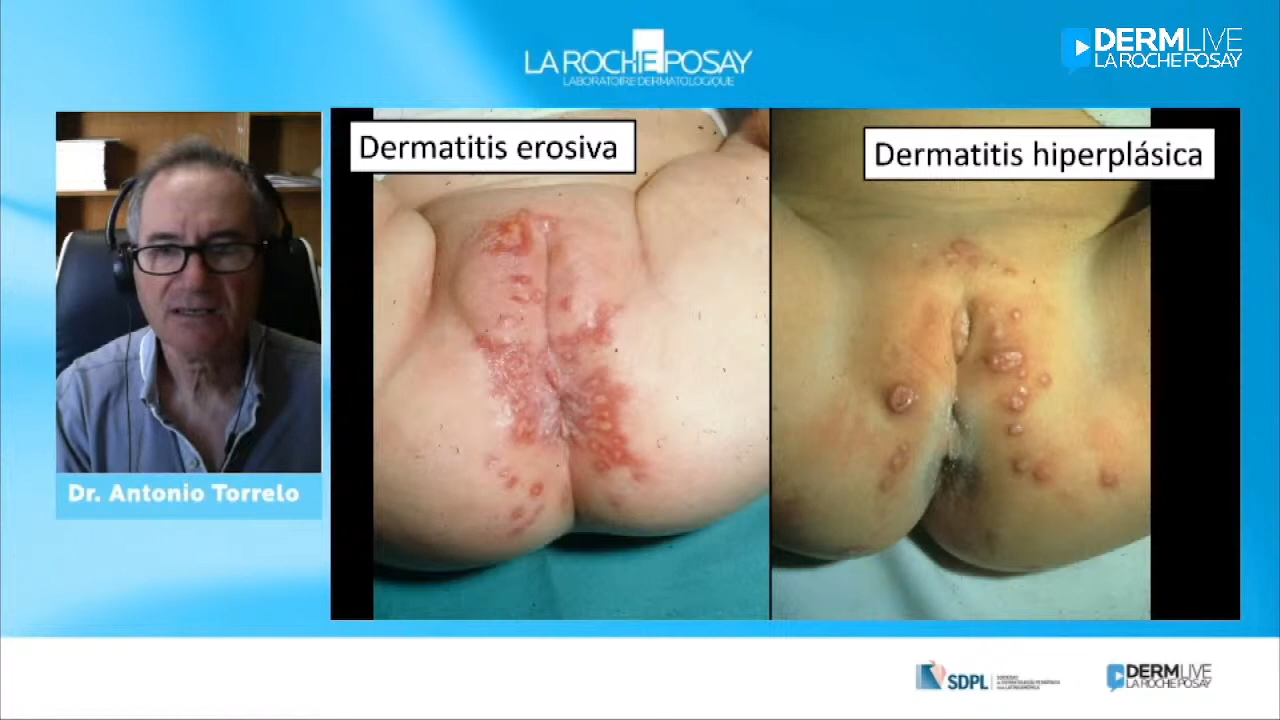 LA ROCHE POSAY
LABORATOIRE DERMATOLOGIQUE
DERMLIVE
LA ROCHE POSAY
Dermatitis erosiva
Dermatitis hiperplásica
Dr. Antonio Torrelo
SDPL
DERMLIVE
LA ROCHE POSAY